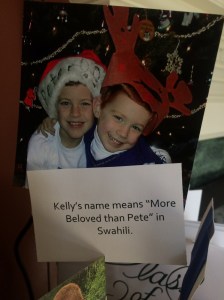 Kelly's name means "More
Beloved than Pete" in
Swahili.